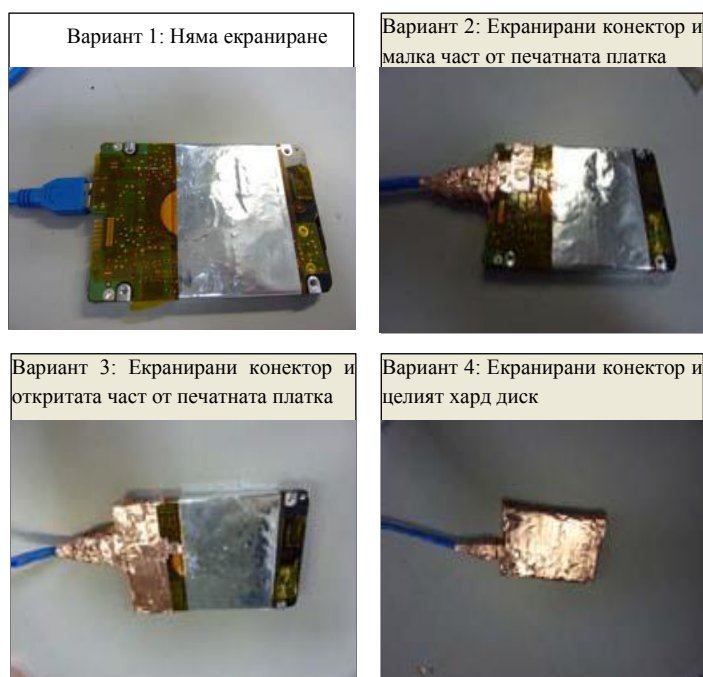 Вариант 1: Няма екраниране
Вариант 2: Екранирани конектор и
малка част от печатната платка
Вариант 3: Екранирани конектор и
откритата част от печатната платка
Вариант 4: Екранирани конектор и
целият хард диск